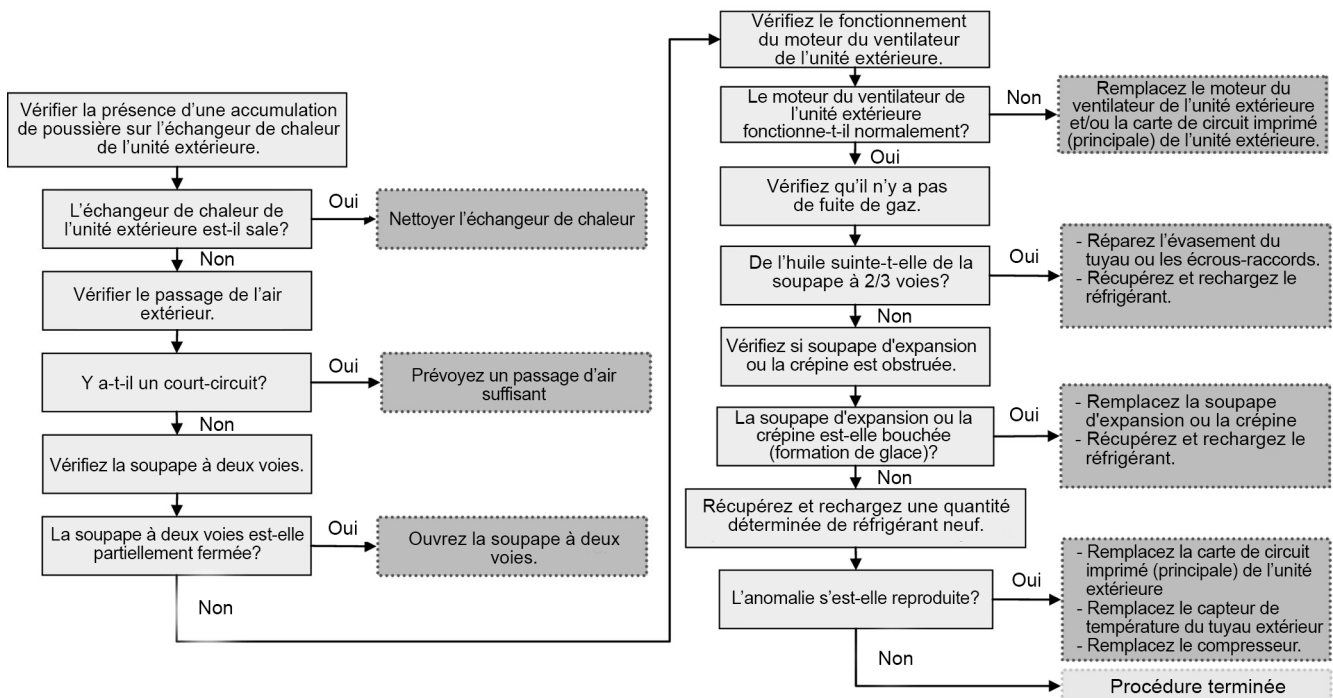 Vérifier la présence d'une accumulation
de poussière sur l'échangeur de chaleur
de l'unité extérieure.
L'échangeur de chaleur de
l'unité extérieure est-il sale?
Oui
Nettoyer l'échangeur de chaleur
Non
Vérifier le passage de l'air
extérieur.
Y a-t-il un court-circuit?
Oui
Prévoyez un passage d'air
suffisant
Non
Vérifiez la soupape à deux voies.
La soupape à deux voies est-elle
partiellement fermée?
Oui
Ouvrez la soupape à deux
voies.
Non
Vérifiez le fonctionnement
du moteur du ventilateur
de l'unité extérieure.
Le moteur du ventilateur de
l'unité extérieure
fonctionne-t-il normalement?
Non
Remplacez le moteur du
ventilateur de l'unité extérieure
et/ou la carte de circuit imprimé
(principale) de l'unité extérieure.
Oui
Vérifiez qu'il n'y a pas
de fuite de gaz.
De l'huile suinte-t-elle de la
soupape à 2/3 voies?
Oui
- Réparez l'évasement du
tuyau ou les écrous-raccords.
- Récupérez et rechargez le
réfrigérant.
Non
Vérifiez si soupape d'expansion
ou la crépine est obstruée.
La soupape d'expansion ou la
crépine est-elle bouchée
(formation de glace)?
Oui
- Remplacez la soupape
d'expansion ou la crépine
- Récupérez et rechargez le
réfrigérant.
Non
Récupérez et rechargez une quantité
déterminée de réfrigérant neuf.
L'anomalie s'est-elle reproduite?
Oui
- Remplacez la carte de circuit
imprimé (principale) de l'unité
extérieure
- Remplacez le capteur de
température du tuyau extérieur
- Remplacez le compresseur.
Non
Procédure terminée